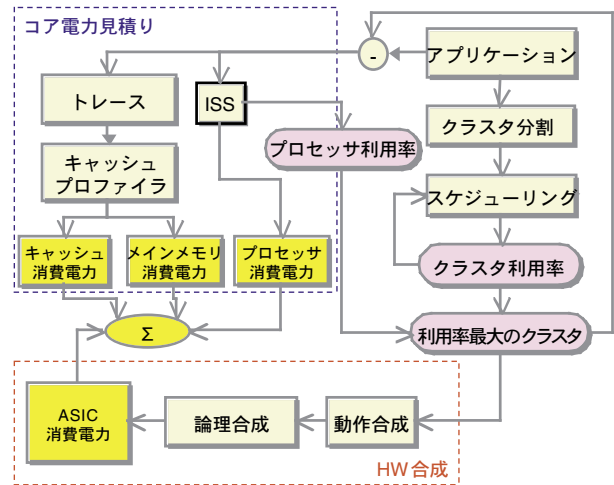 コア電力見積り
-
アプリケーション
トレース
ISS
クラスタ分割
プロセッサ利用率
キャッシュ
プロファイラ
スケジューリング
キャッシュ
消費電力
メインメモリ
消費電力
プロセッサ
消費電力
クラスタ利用率
Σ
利用率最大のクラスタ
ASIC
消費電力
論理合成
動作合成
HW合成